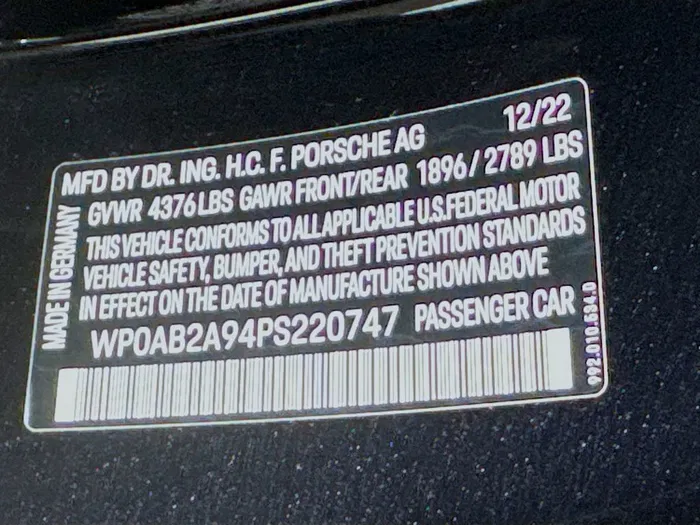 12/22
MFD BY DR. ING. H.C. F. PORSCHE AG
GVWR 4376 LBS GAWR FRONT/REAR 1896 / 2789 LBS
THIS VEHICLE CONFORMS TO ALL APPLICABLE U.S. FEDERAL MOTOR
VEHICLE SAFETY, BUMPER, AND THEFT PREVENTION STANDARDS
IN EFFECT ON THE DATE OF MANUFACTURE SHOWN ABOVE
WP0AB2A94PS220747 PASSENGER CAR
MADE IN GERMANY
992.010.634.0